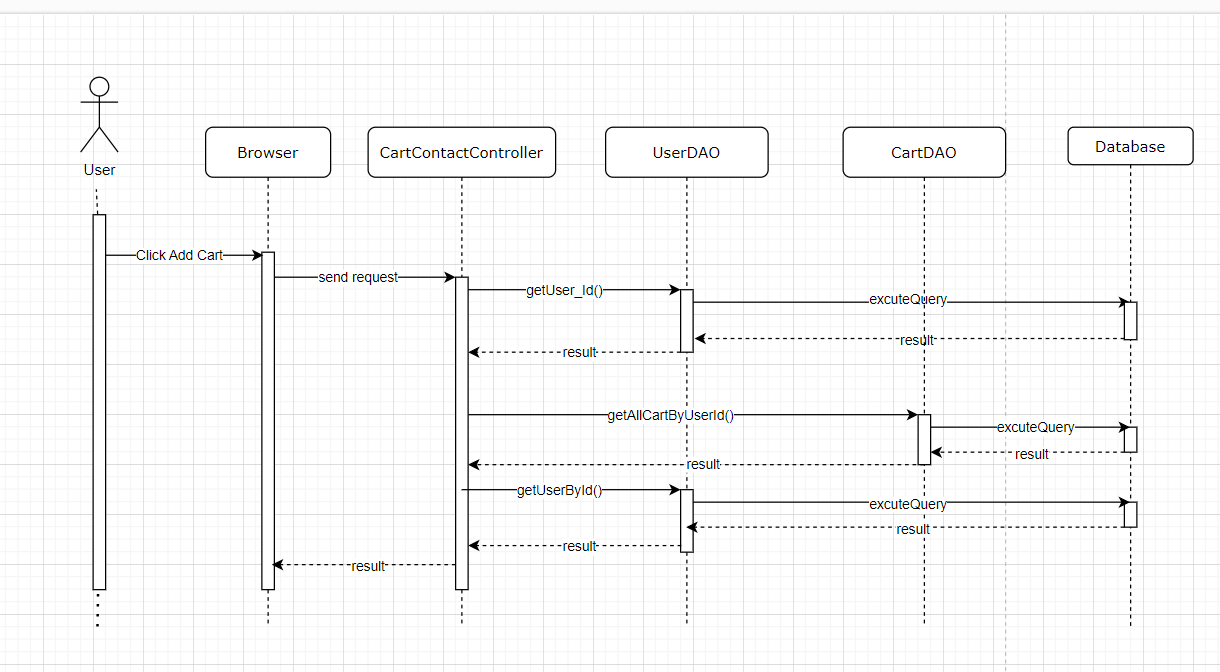 User
Browser
CartContactController
UserDAO
CartDAO
Database
Click Add Cart
send request
getUser_Id()
excuteQuery
result
result
getAllCartByUserId()
excuteQuery
result
result
getUserById()
excuteQuery
result
result
result